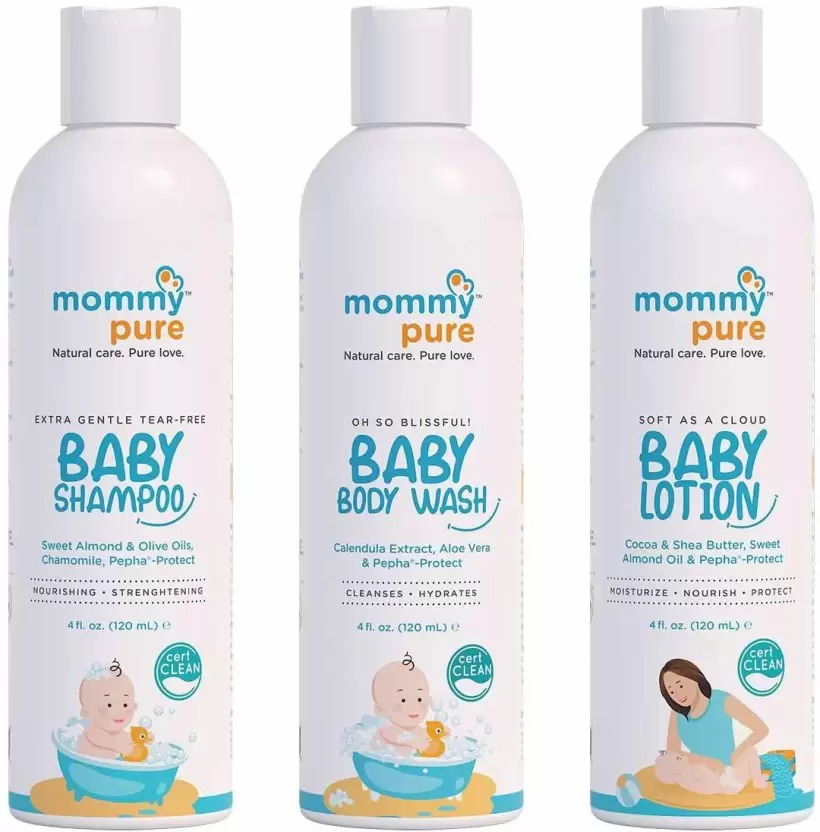 mommy™
pure
Natural care. Pure love.
EXTRA GENTLE TEAR-FREE
BABY
SHAMPOO
Sweet Almond & Olive Oils,
Chamomile, Pepha®-Protect
NOURISHING • STRENGHTENING
4 fl. oz. (120 mL) ℮
cert
CLEAN
mommy™
pure
Natural care. Pure love.
OH SO BLISSFUL!
BABY
BODY WASH
Calendula Extract, Aloe Vera
& Pepha®-Protect
CLEANSES • HYDRATES
4 fl. oz. (120 mL) ℮
cert
CLEAN
mommy™
pure
Natural care. Pure love.
SOFT AS A CLOUD
BABY
LOTION
Cocoa & Shea Butter, Sweet
Almond Oil & Pepha®-Protect
MOISTURIZE • NOURISH • PROTECT
4 fl. oz. (120 mL) ℮
cert
CLEAN